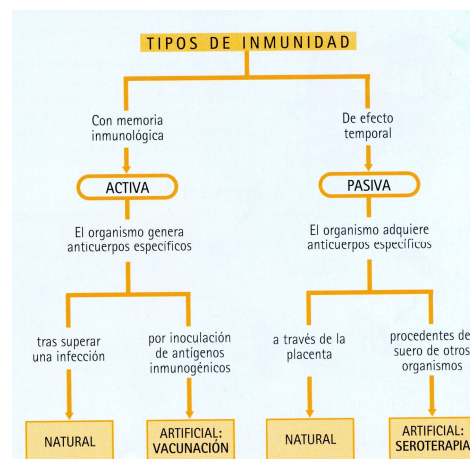 TIPOS DE INMUNIDAD
Con memoria
inmunológica
De efecto
temporal
ACTIVA
PASIVA
El organismo genera
anticuerpos específicos
El organismo adquiere
anticuerpos específicos
tras superar
una infección
por inoculación
de antígenos
inmunogénicos
a través de la
placenta
procedentes de
suero de otros
organismos
NATURAL
ARTIFICIAL:
VACUNACIÓN
NATURAL
ARTIFICIAL:
SEROTERAPIA